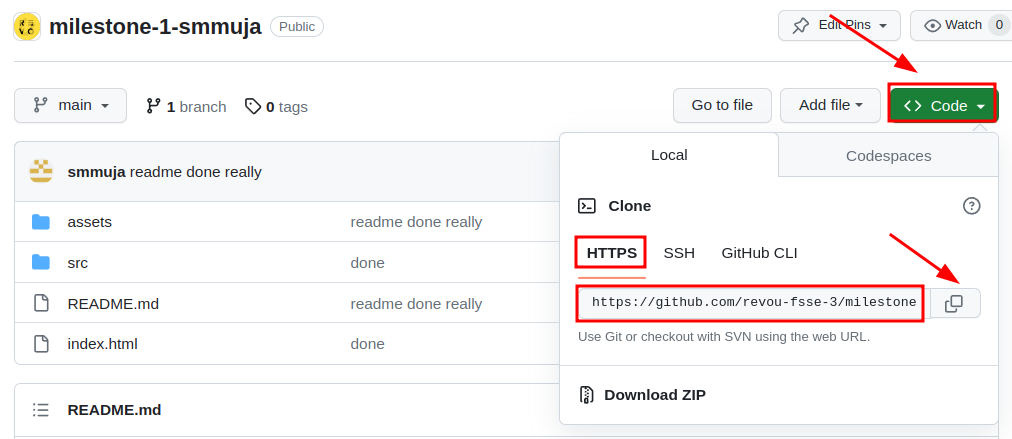 milestone-1-smmuja Public Edit Pins Watch 0
main 1 branch 0 tags Go to file Add file Code
Local Codespaces
smmuja readme done really
Clone
assets readme done really
HTTPS SSH GitHub CLI
src done
https://github.com/revou-fsse-3/milestone
README.md readme done really
Use Git or checkout with SVN using the web URL.
index.html done
Download ZIP
README.md